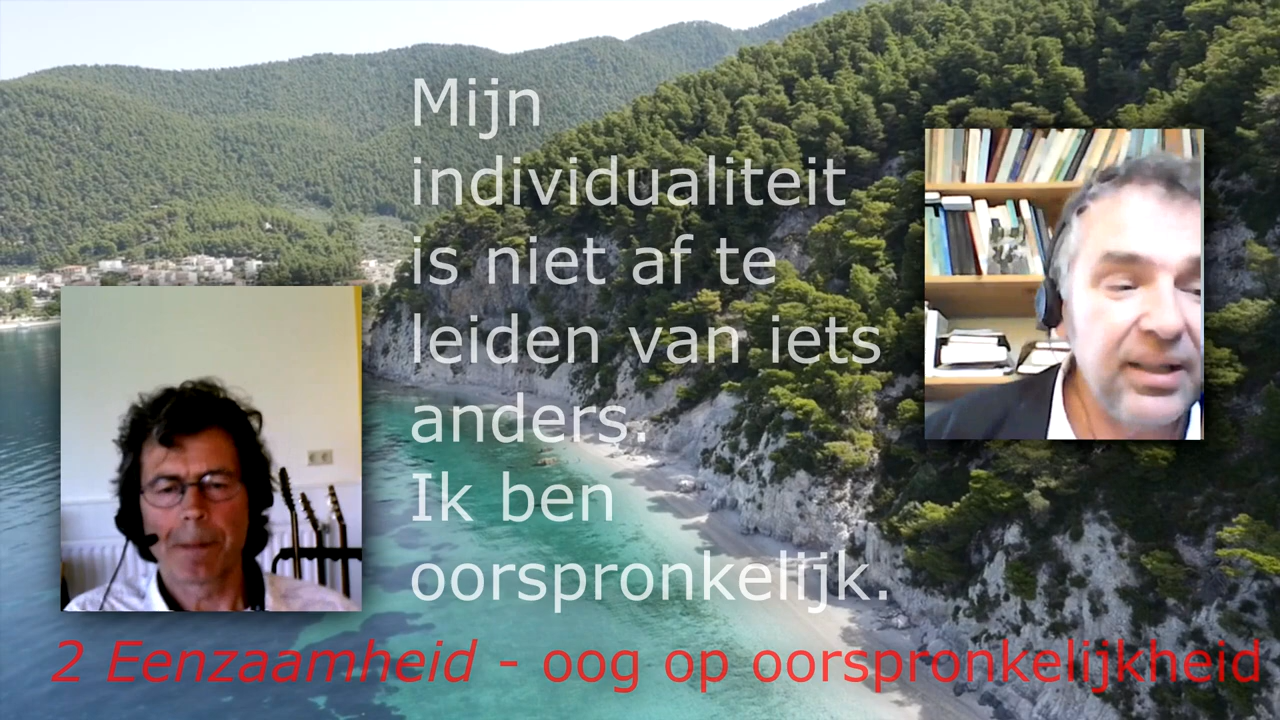 Mijn
individualiteit
is niet af te
leiden van iets
anders.
Ik ben
oorspronkelijk.
2 Eenzaamheid - oog op oorspronkelijkheid